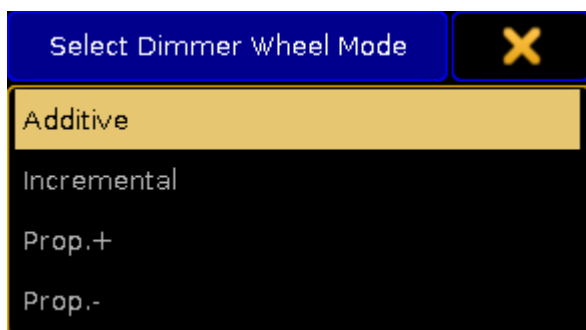 Select Dimmer Wheel Mode
Additive
Incremental
Prop.+
Prop.-